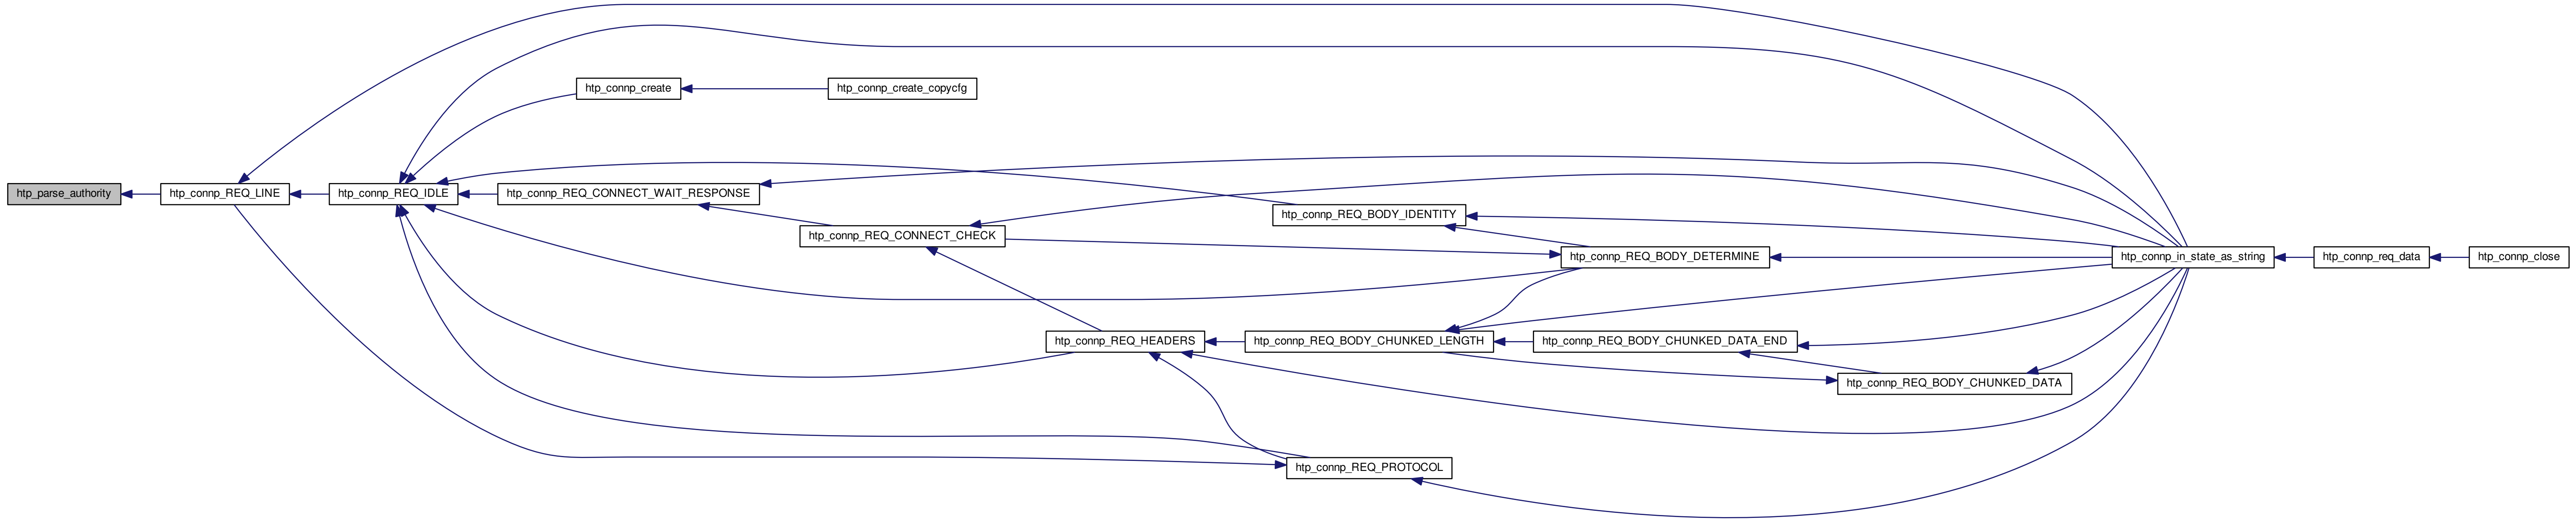 htp_connp_create
htp_connp_create_copycfg
htp_parse_authority
htp_connp_REQ_LINE
htp_connp_REQ_IDLE
htp_connp_REQ_CONNECT_WAIT_RESPONSE
htp_connp_REQ_BODY_IDENTITY
htp_connp_REQ_CONNECT_CHECK
htp_connp_REQ_BODY_DETERMINE
htp_connp_in_state_as_string
htp_connp_req_data
htp_connp_close
htp_connp_REQ_HEADERS
htp_connp_REQ_BODY_CHUNKED_LENGTH
htp_connp_REQ_BODY_CHUNKED_DATA_END
htp_connp_REQ_BODY_CHUNKED_DATA
htp_connp_REQ_PROTOCOL